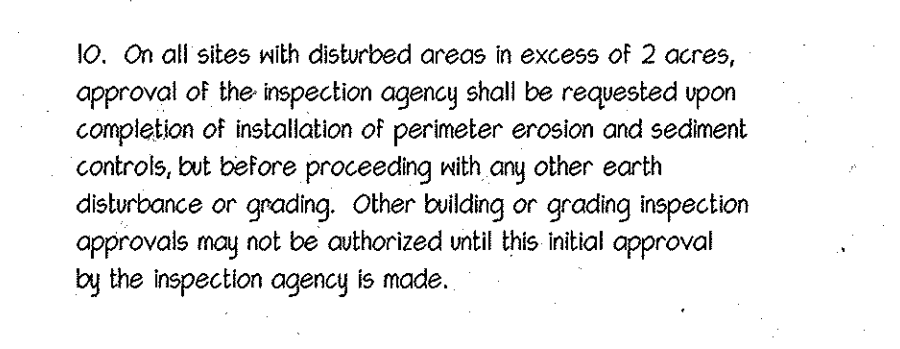 10. On all sites with disturbed areas in excess of 2 acres,
approval of the inspection agency shall be requested upon
completion of installation of perimeter erosion and sediment
controls, but before proceeding with any other earth
disturbance or grading. Other building or grading inspection
approvals may not be authorized until this initial approval
by the inspection agency is made.